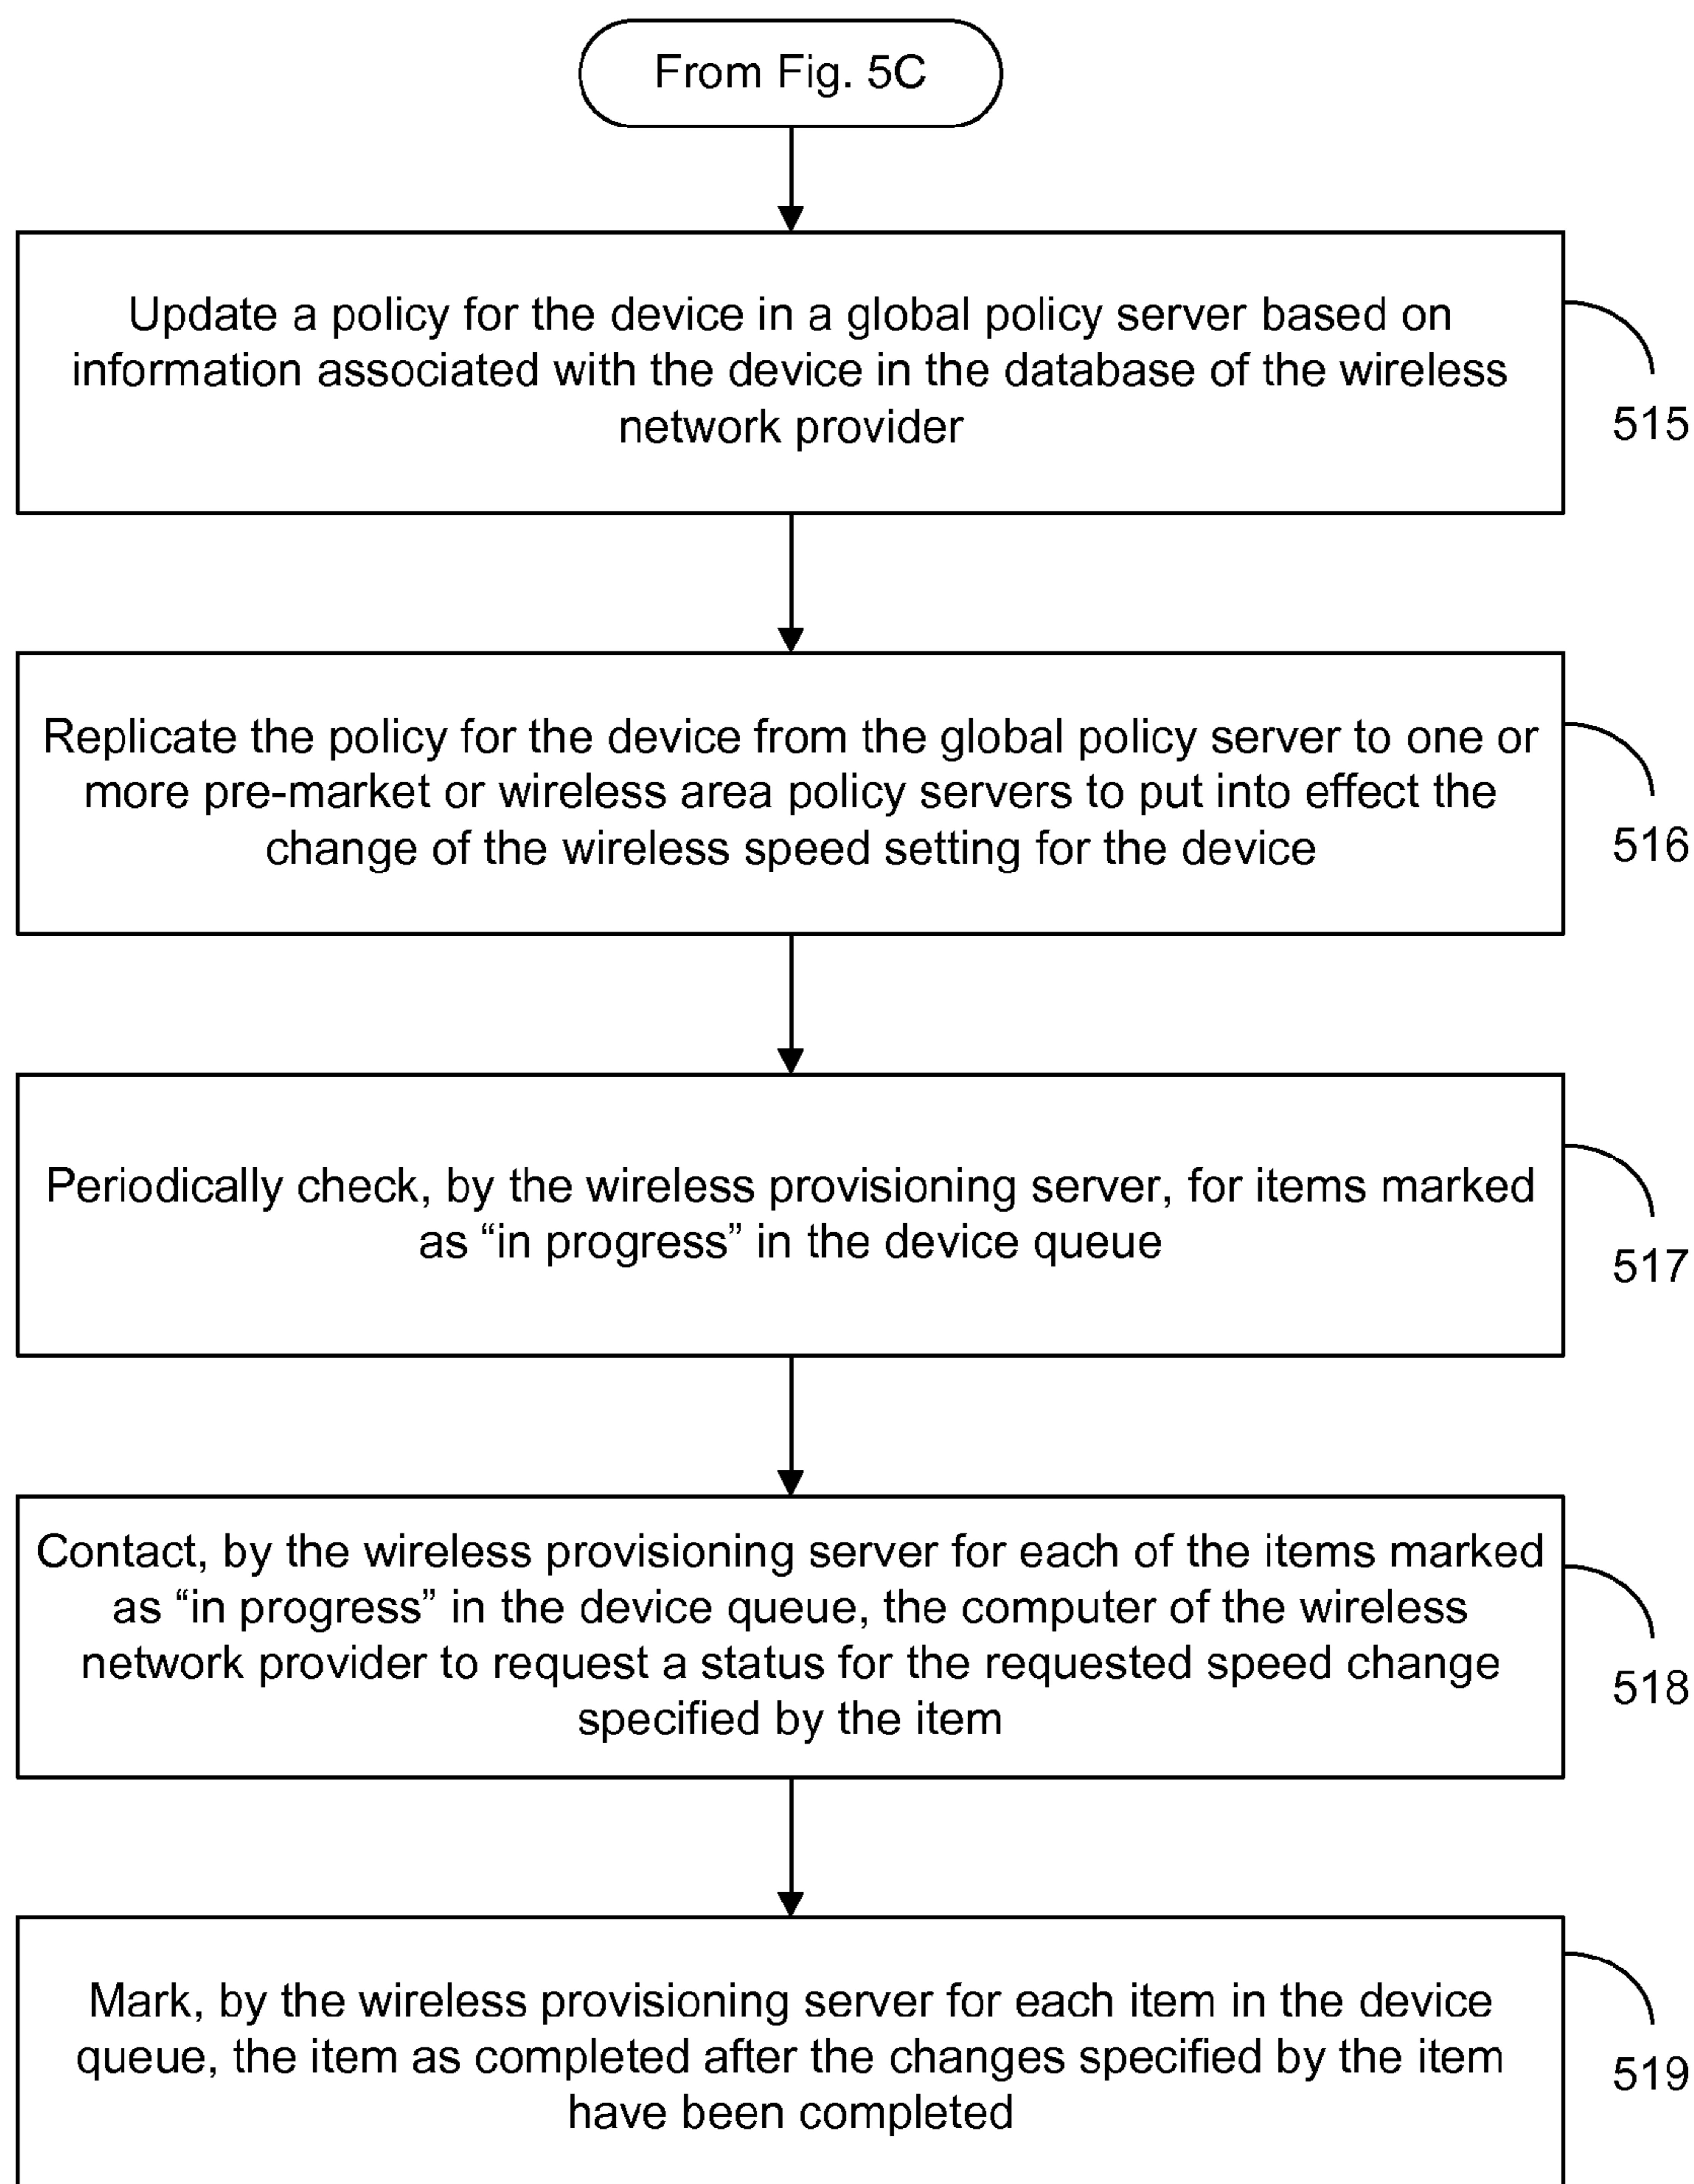 From Fig. 5C
Update a policy for the device in a global policy server based on
information associated with the device in the database of the wireless
network provider
515
Replicate the policy for the device from the global policy server to one or
more pre-market or wireless area policy servers to put into effect the
change of the wireless speed setting for the device
516
Periodically check, by the wireless provisioning server, for items marked
as “in progress” in the device queue
517
Contact, by the wireless provisioning server for each of the items marked
as “in progress” in the device queue, the computer of the wireless
network provider to request a status for the requested speed change
specified by the item
518
Mark, by the wireless provisioning server for each item in the device
queue, the item as completed after the changes specified by the item
have been completed
519